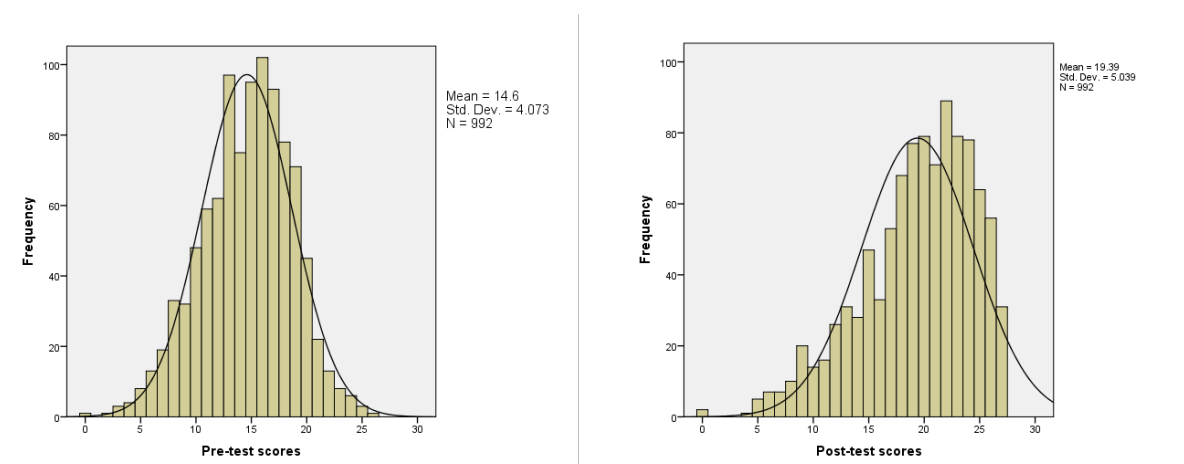 100
80
60
40
20
0
Frequency
0 5 10 15 20 25 30
Pre-test scores
Mean = 14.6
Std. Dev. = 4.073
N = 992
100
80
60
40
20
0
Frequency
0 5 10 15 20 25 30
Post-test scores
Mean = 19.39
Std. Dev. = 5.039
N = 992